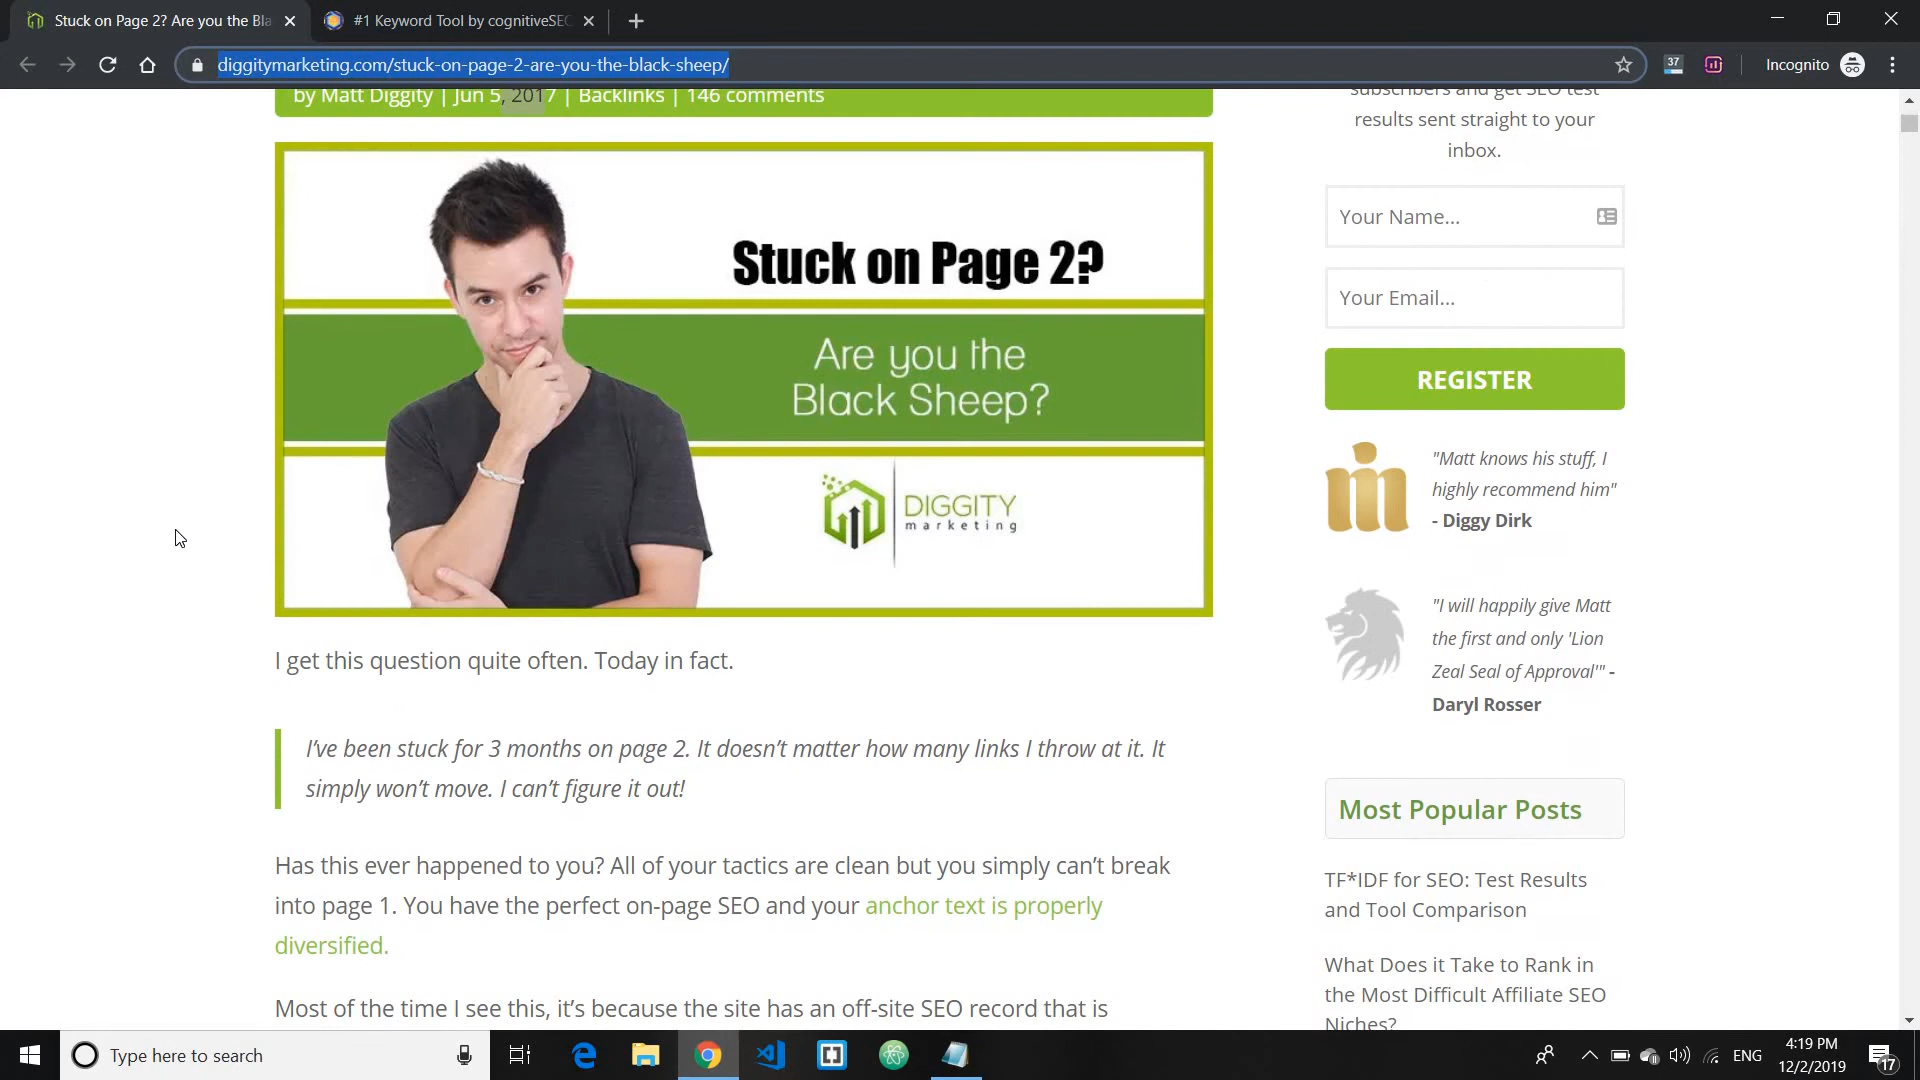 Stuck on Page 2? Are you the Bla
#1 Keyword Tool by cognitiveSEO
diggitymarketing.com/stuck-on-page-2-are-you-the-black-sheep/
37
Incognito
by Matt Diggity | Jun 5, 2017 | Backlinks | 146 comments
Stuck on Page 2?
Are you the
Black Sheep?
DIGGITY
marketing
I get this question quite often. Today in fact.
I've been stuck for 3 months on page 2. It doesn't matter how many links I throw at it. It
simply won't move. I can't figure it out!
Has this ever happened to you? All of your tactics are clean but you simply can't break
into page 1. You have the perfect on-page SEO and your anchor text is properly
diversified.
Most of the time I see this, it's because the site has an off-site SEO record that is
subscribers and get SEO test
results sent straight to your
inbox.
Your Name...
Your Email...
REGISTER
"Matt knows his stuff, I
highly recommend him"
- Diggy Dirk
"I will happily give Matt
the first and only 'Lion
Zeal Seal of Approval'" -
Daryl Rosser
Most Popular Posts
TF*IDF for SEO: Test Results
and Tool Comparison
What Does it Take to Rank in
the Most Difficult Affiliate SEO
Niches?
Type here to search
ENG
4:19 PM
12/2/2019
17